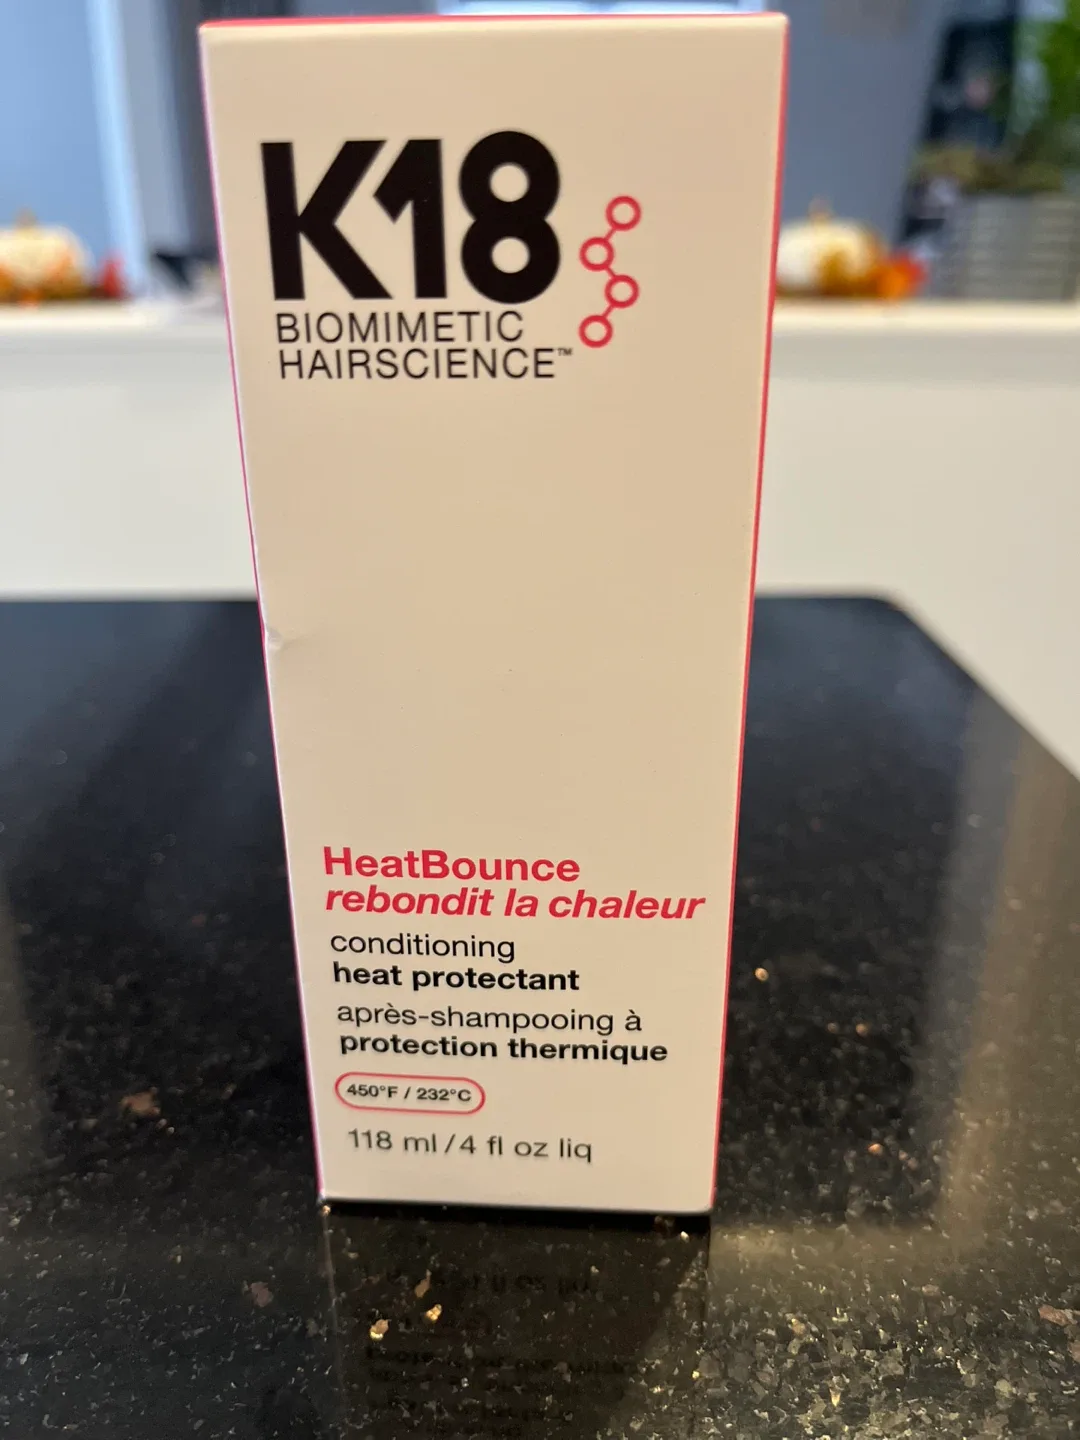 K18
BIOMIMETIC
HAIRSCIENCE™
HeatBounce
rebondit la chaleur
conditioning
heat protectant
après-shampooing à
protection thermique
450°F / 232°C
118 ml / 4 fl oz liq